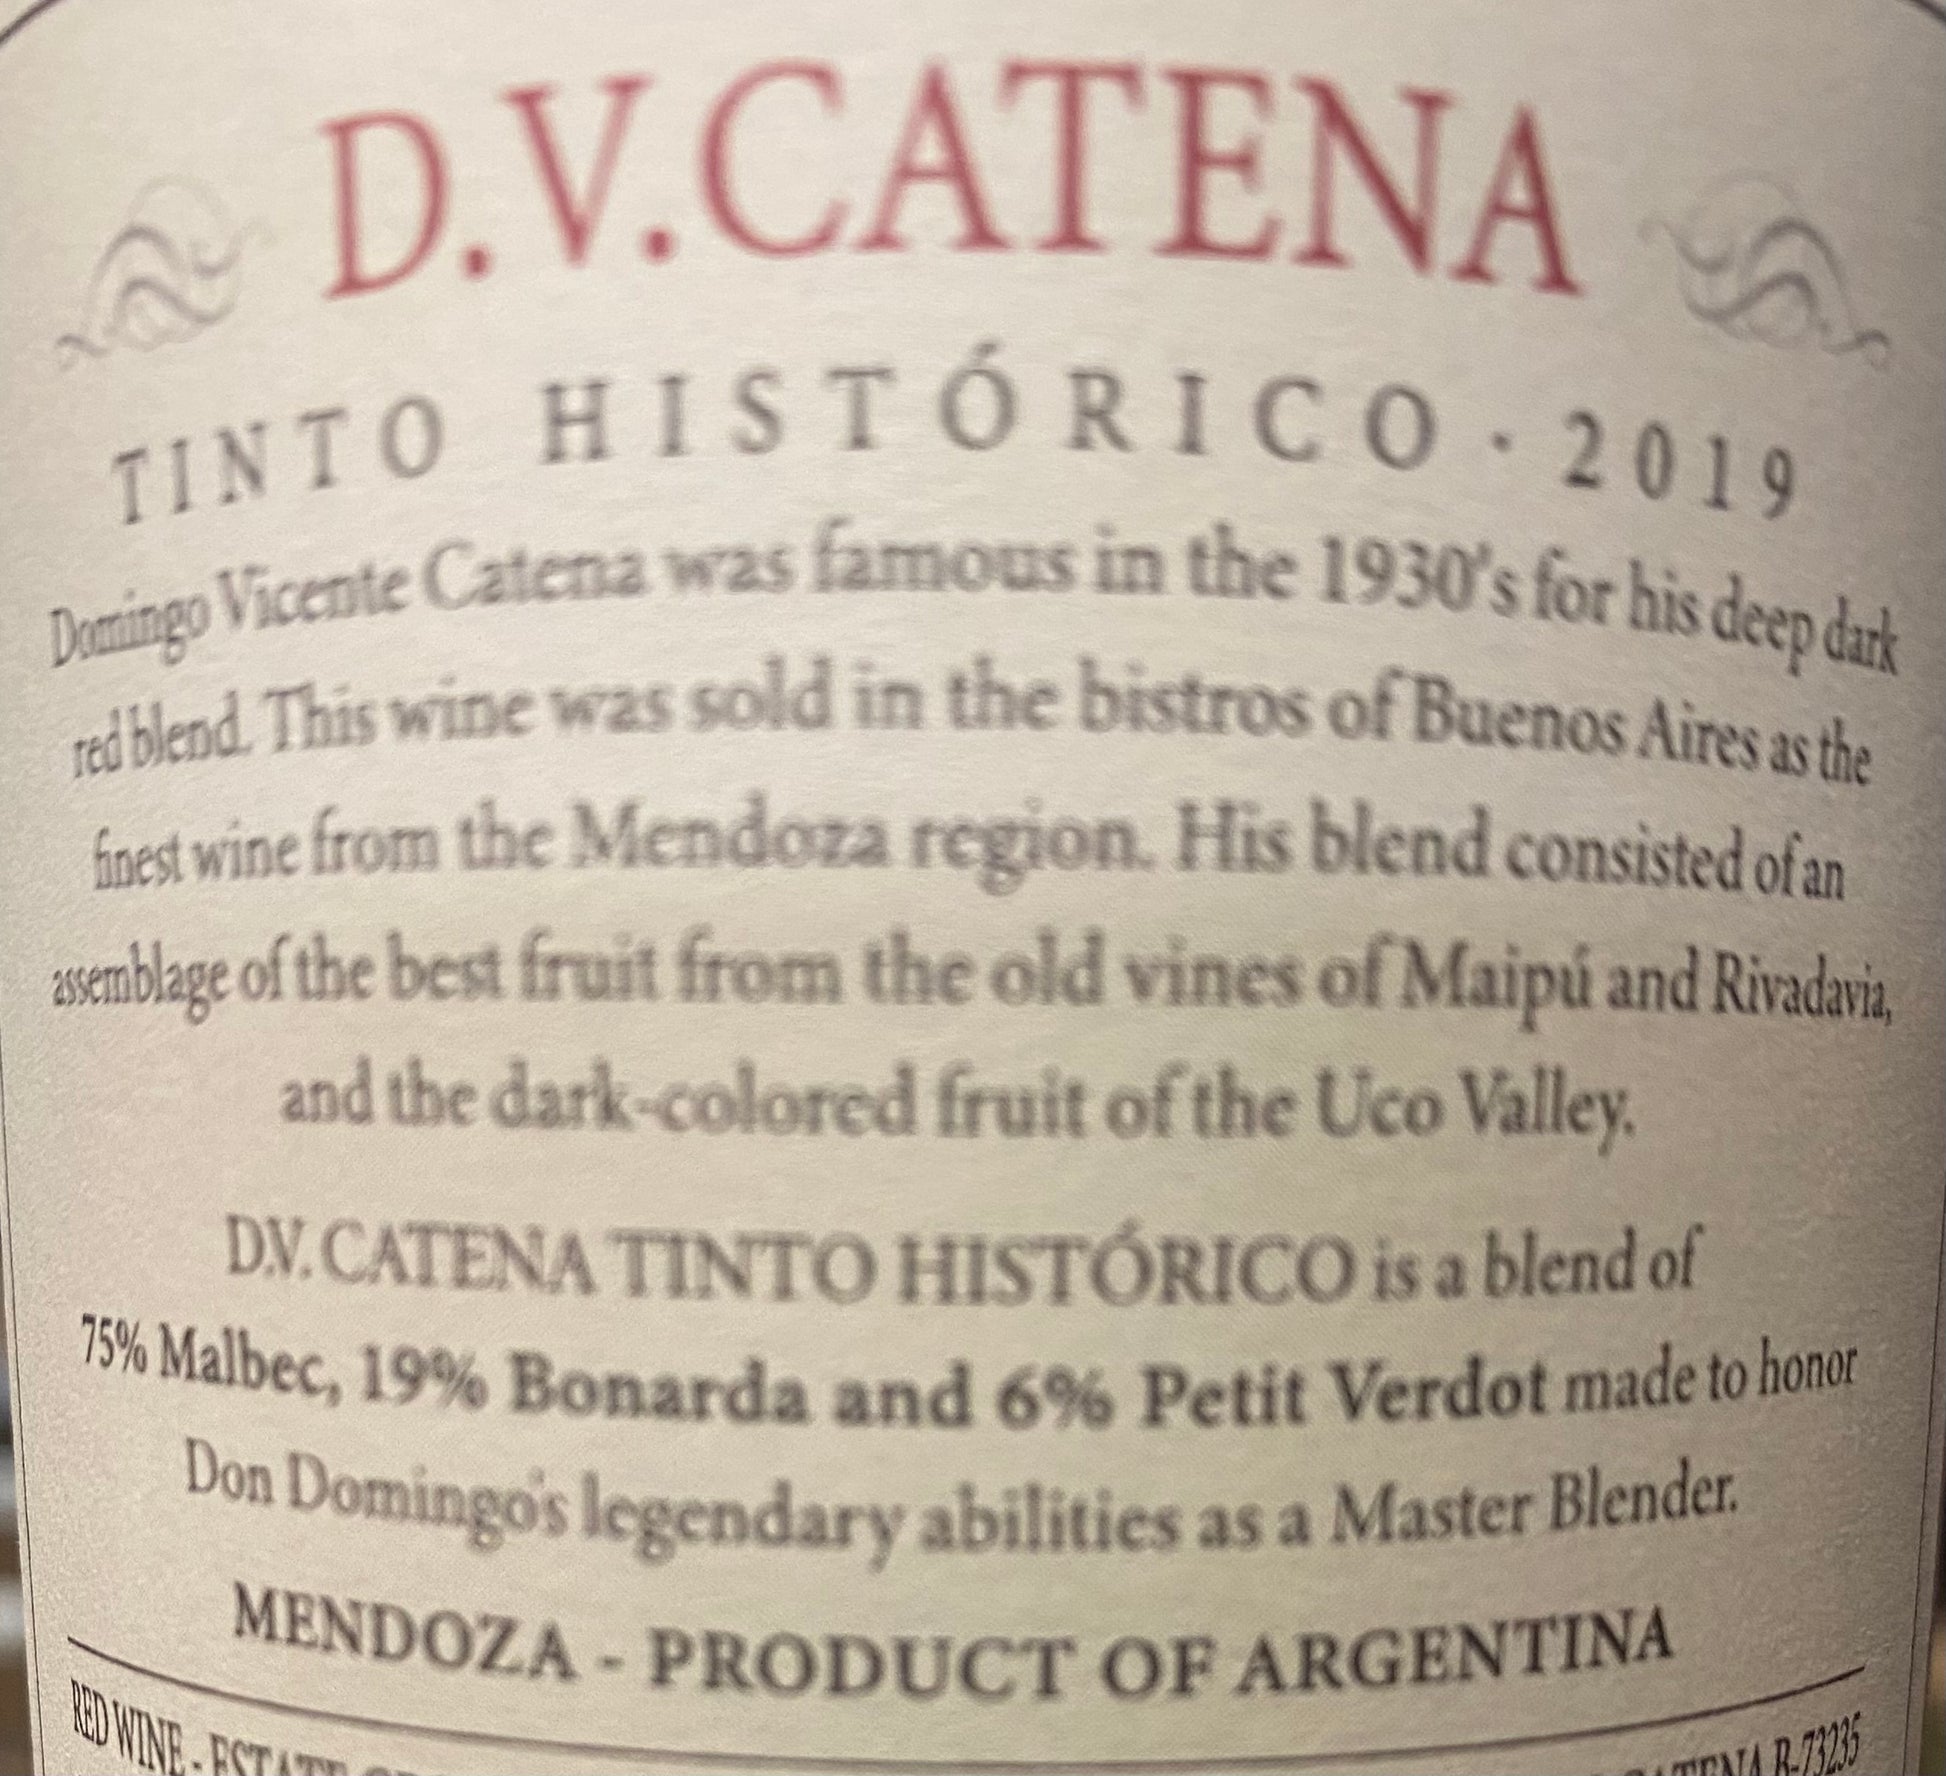 D.V.CATENA
TINTO HISTÓRICO · 2019
Domingo Vicente Catena was famous in the 1930's for his deep dark
red blend. This wine was sold in the bistros of Buenos Aires as the
finest wine from the Mendoza region. His blend consisted of an
assemblage of the best fruit from the old vines of Maipú and Rivadavia,
and the dark-colored fruit of the Uco Valley.
D.V. CATENA TINTO HISTÓRICO is a blend of
75% Malbec, 19% Bonarda and 6% Petit Verdot made to honor
Don Domingo's legendary abilities as a Master Blender.
MENDOZA - PRODUCT OF ARGENTINA
RED WINE - ESTATE CATENA B-73235